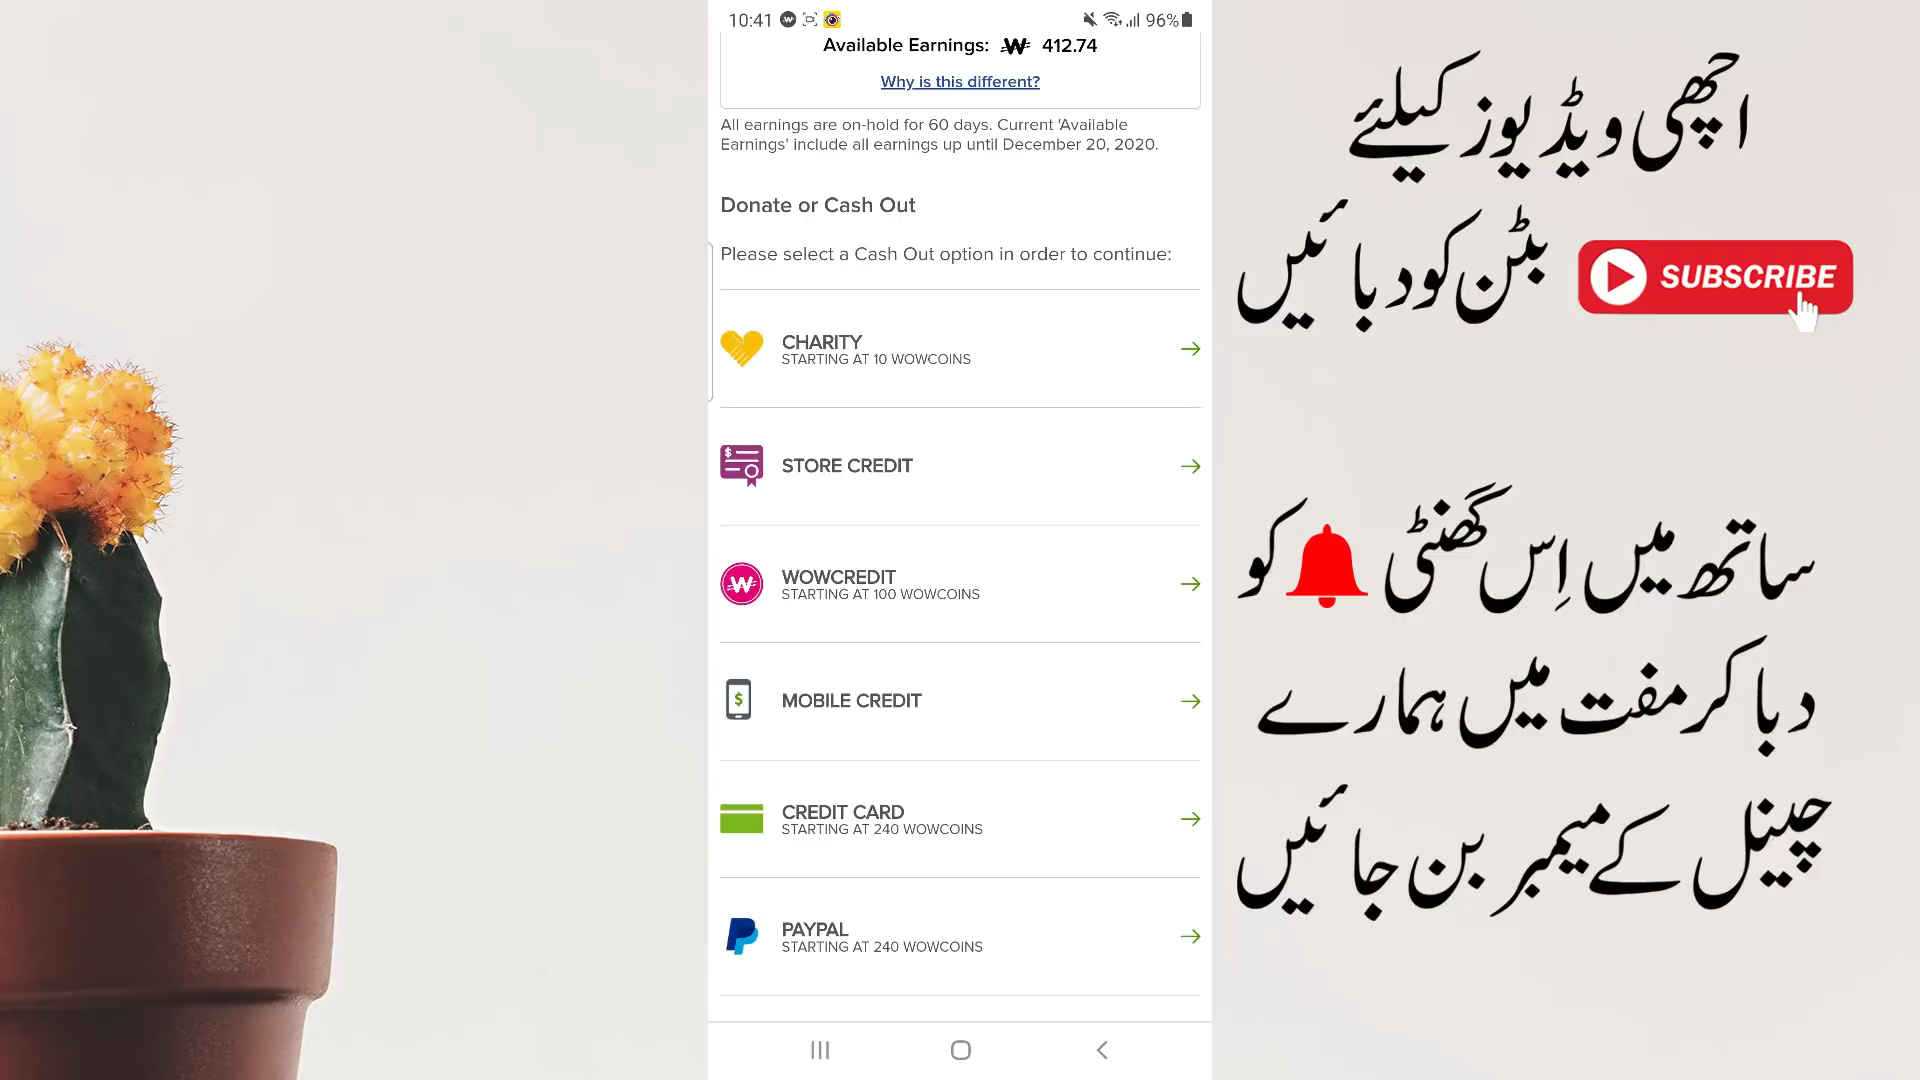 10:41
96%
Available Earnings: 412.74
Why is this different?
All earnings are on-hold for 60 days. Current 'Available
Earnings' include all earnings up until December 20, 2020.
Donate or Cash Out
Please select a Cash Out option in order to continue:
CHARITY
STARTING AT 10 WOWCOINS
STORE CREDIT
WOWCREDIT
STARTING AT 100 WOWCOINS
MOBILE CREDIT
CREDIT CARD
STARTING AT 240 WOWCOINS
PAYPAL
STARTING AT 240 WOWCOINS
اچھی ویڈیوز کیلئے
بٹن کو دبائیں
SUBSCRIBE
ساتھ میں اِس گھنٹی کو
دبا کر مفت میں ہمارے
چینل کے میمبر بن جائیں